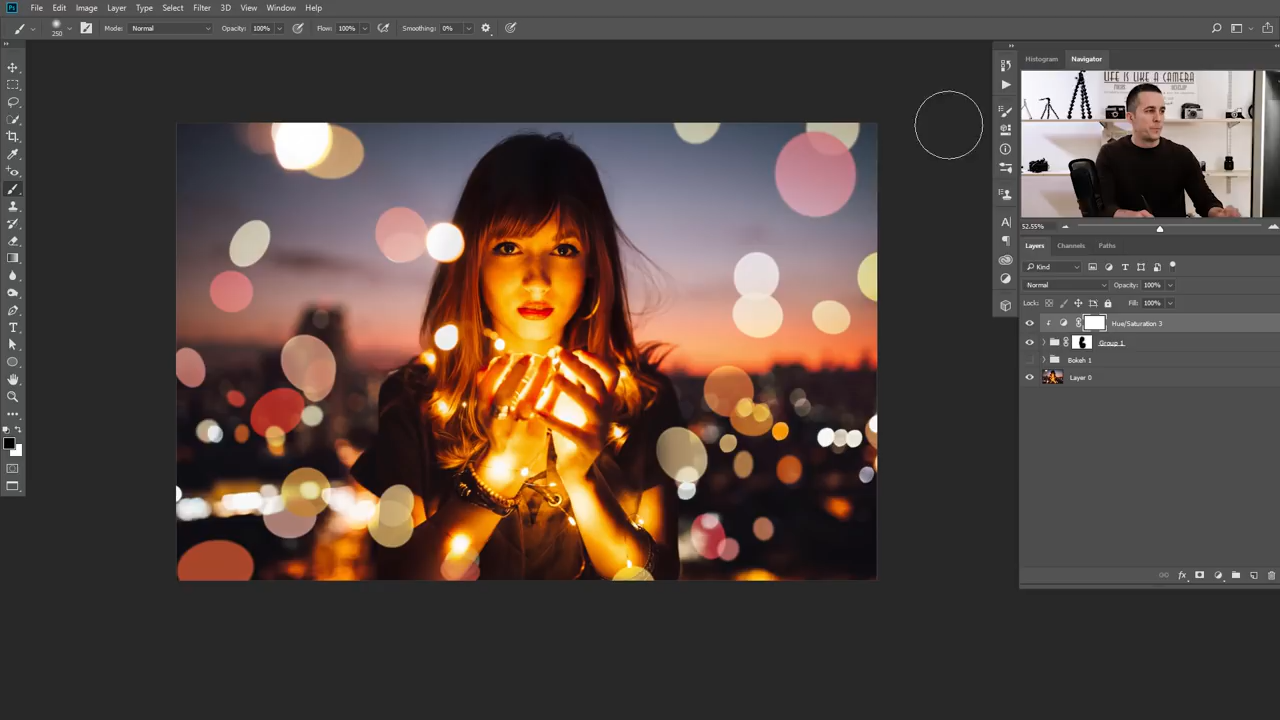 Ps File Edit Image Layer Type Select Filter 3D View Window Help
250 Mode: Normal Opacity: 100% Flow: 100% Smoothing: 0%
Histogram Navigator
LIFE IS LIKE A CAMERA
52.55%
Layers Channels Paths
Kind
Normal Opacity: 100%
Lock: Fill: 100%
Hue/Saturation 3
Group 1
Bokeh 1
Layer 0